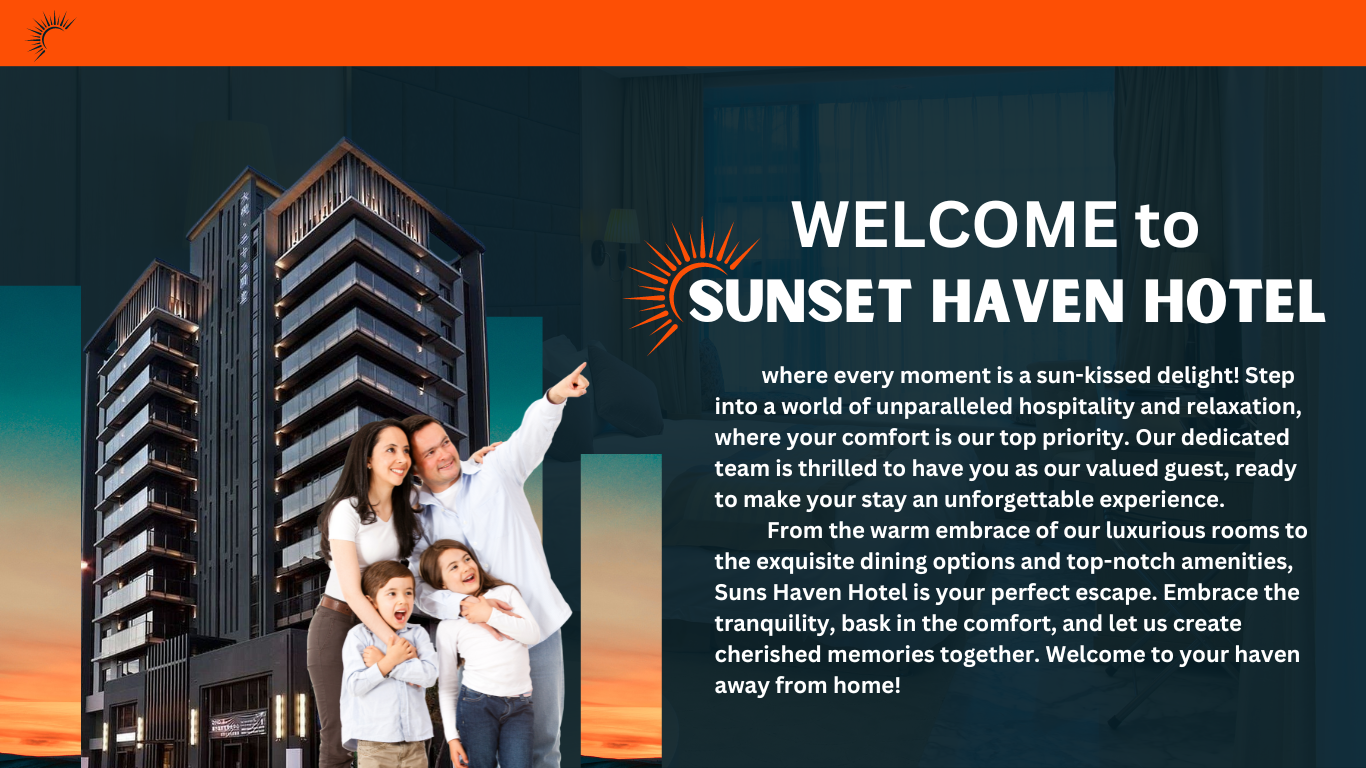 WELCOME to
SUNSET HAVEN HOTEL
where every moment is a sun-kissed delight! Step
into a world of unparalleled hospitality and relaxation,
where your comfort is our top priority. Our dedicated
team is thrilled to have you as our valued guest, ready
to make your stay an unforgettable experience.
From the warm embrace of our luxurious rooms to
the exquisite dining options and top-notch amenities,
Suns Haven Hotel is your perfect escape. Embrace the
tranquility, bask in the comfort, and let us create
cherished memories together. Welcome to your haven
away from home!